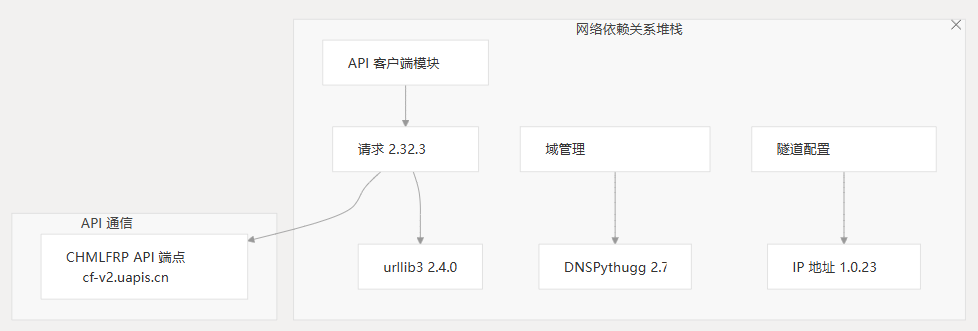 网络依赖关系堆栈
API 客户端模块
请求 2.32.3
域管理
隧道配置
API 通信
CHMLFRP API 端点
cf-v2.uapis.cn
urllib3 2.4.0
DNSPythugg 2.7
IP 地址 1.0.23